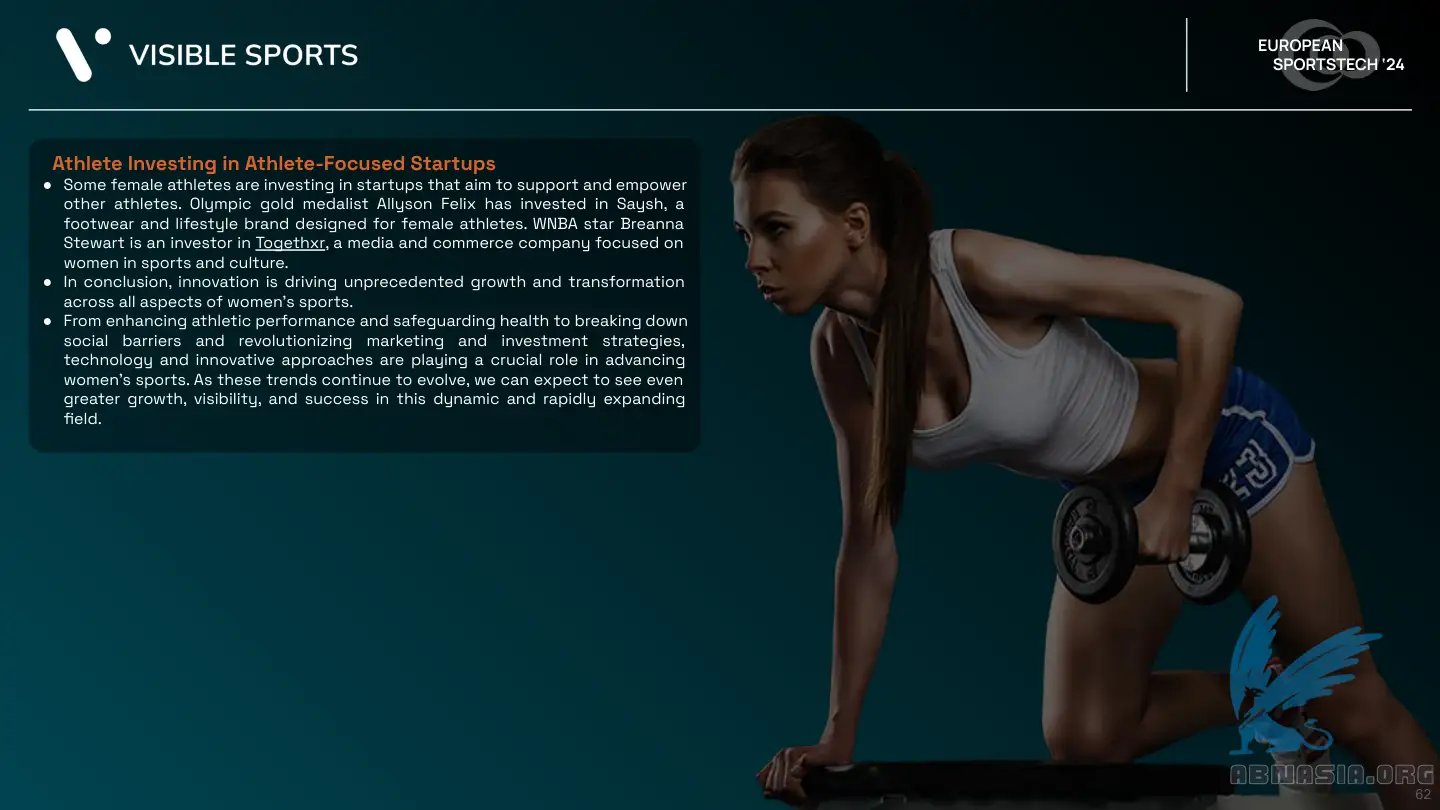 VISIBLE SPORTS
EUROPEAN
SPORTSTECH '24
Athlete Investing in Athlete-Focused Startups
● Some female athletes are investing in startups that aim to support and empower
other athletes. Olympic gold medalist Allyson Felix has invested in Saysh, a
footwear and lifestyle brand designed for female athletes. WNBA star Breanna
Stewart is an investor in Togethxr, a media and commerce company focused on
women in sports and culture.
● In conclusion, innovation is driving unprecedented growth and transformation
across all aspects of women's sports.
● From enhancing athletic performance and safeguarding health to breaking down
social barriers and revolutionizing marketing and investment strategies,
technology and innovative approaches are playing a crucial role in advancing
women's sports. As these trends continue to evolve, we can expect to see even
greater growth, visibility, and success in this dynamic and rapidly expanding
field.
23
ABNASIA.ORG
62